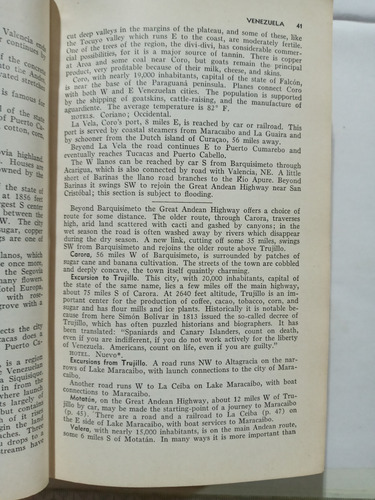 VENEZUELA 41
cut deep valleys in the margins of the plateau, and some of these, like
the Tocuyo valley which runs E to the coast, are moderately fertile.
One of the trees of the region, the divi-divi, has considerable commer-
cial possibilities, for it is a major source of tannin. There is copper
at Aroa and some coal near Coro, but goats remain the principal
product, very profitable because of their milk, cheese, and skins.
Coro, with nearly 19,000 inhabitants, capital of the state of Falcón,
is near the base of the Paraguaná peninsula. Planes connect Coro
with both W and E Venezuelan cities. The population is supported
by the shipping of goatskins, cattle-raising, and the manufacture of
aguardiente. The average temperature is 82° F.
HOTELS. Coriano; Occidental.
La Vela, Coro's port, 8 miles E, is reached by car or railroad. This
port is served by coastal steamers from Maracaibo and La Guaira and
by schooner from the Dutch island of Curaçao, 56 miles away.
Beyond La Vela the road continues E to Puerto Cumarebo and
eventually reaches Tucacas and Puerto Cabello.
The W llanos can be reached by car S from Barquisimeto through
Acarigua, which is also connected by road with Valencia, NE. A little
short of Barinas the llano road branches to the Río Apure. Beyond
Barinas it swings SW to rejoin the Great Andean Highway near San
Cristóbal; this section is subject to floods.
Beyond Barquisimeto the Great Andean Highway offers a choice of
route for some distance. The older route, through Carora, traverses
high, arid land scattered with cacti and gashed by canyons; in the
wet season the road is often washed away by rivers which disappear
during the dry season. A new link, cutting off some 35 miles, swings
SW from Barquisimeto and rejoins the older route above Trujillo.
Carora, 56 miles W of Barquisimeto, is surrounded by patches of
sugar cane and banana cultivation. The streets of the town are cobbled
and deeply concave, the town itself quaintly charming.
Excursion to Trujillo. This city, with 20,000 inhabitants, capital
of the state of the same name, lies a few miles off the main highway,
about 75 miles S of Carora. At 2640 feet altitude, Trujillo is an im-
portant center for the production of coffee, cacao, tobacco, corn, and
sugar and has flour mills and ice plants. Historically it is notable be-
cause from here Simón Bolívar in 1813 issued the so-called decree of
Trujillo, which has often puzzled historians and biographers. It has
been translated: "Spaniards and Canary Islanders, count on death,
even if you are indifferent, if you do not work actively for the liberty
of Venezuela. Americans, count on life, even if you are guilty."
HOTEL. Nuevo*.
Excursions from Trujillo. A road runs NW to Altagracia on the nar-
rows of Lake Maracaibo, with launch connections to the city of Mara-
caibo.
Another road runs W to La Ceiba on Lake Maracaibo, with boat
connections to Maracaibo.
Motatán, on the Great Andean Highway, about 12 miles W of Tru-
jillo by car, may be made the starting-point of a journey to Maracaibo
(p. 45). There is a road and a railroad to La Ceiba (p. 47) on
the E side of Lake Maracaibo, with boat services to Maracaibo.
Valera, with nearly 15,000 inhabitants, is on the main Andean route,
some 6 miles S of Motatán. In many ways it is more important than